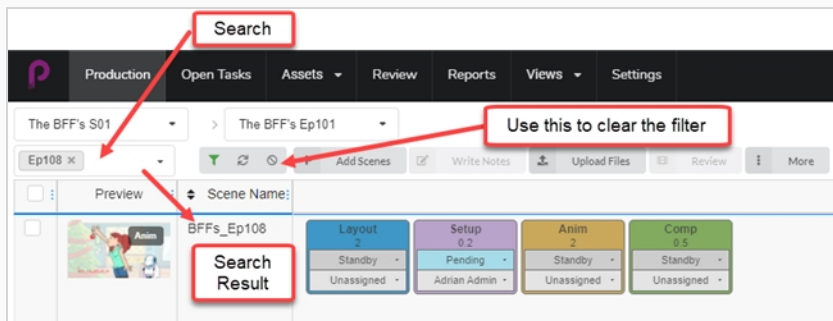 Search
Production Open Tasks Assets Review Reports Views Settings
The BFF's S01 > The BFF's Ep101
Use this to clear the filter
Ep108 × Add Scenes Write Notes Upload Files Review More
Preview Scene Name
Anim
BFFs_Ep108
Search
Result
Layout Setup Anim Comp
2 0.2 2 0.5
Standby Pending Standby Standby
Unassigned Adrian Admin Unassigned Unassigned